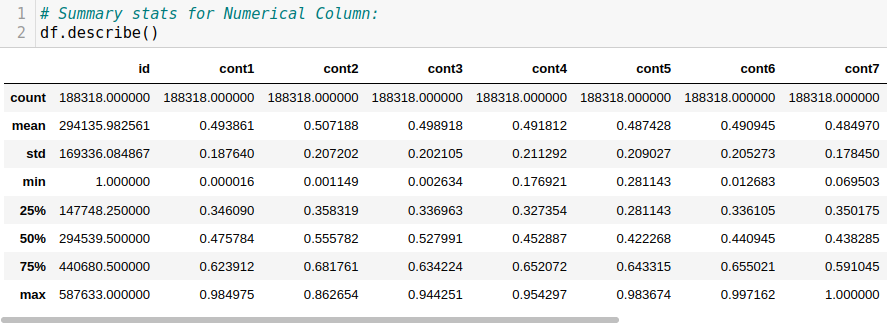 1 # Summary stats for Numerical Column:
2 df.describe()
id cont1 cont2 cont3 cont4 cont5 cont6 cont7
count 188318.000000 188318.000000 188318.000000 188318.000000 188318.000000 188318.000000 188318.000000 188318.000000
mean 294135.982561 0.493861 0.507188 0.498918 0.491812 0.487428 0.490945 0.484970
std 169336.084867 0.187640 0.207202 0.202105 0.211292 0.209027 0.205273 0.178450
min 1.000000 0.000016 0.001149 0.002634 0.176921 0.281143 0.012683 0.069503
25% 147748.250000 0.346090 0.358319 0.336963 0.327354 0.281143 0.336105 0.350175
50% 294539.500000 0.475784 0.555782 0.527991 0.452887 0.422268 0.440945 0.438285
75% 440680.500000 0.623912 0.681761 0.634224 0.652072 0.643315 0.655021 0.591045
max 587633.000000 0.984975 0.862654 0.944251 0.954297 0.983674 0.997162 1.000000